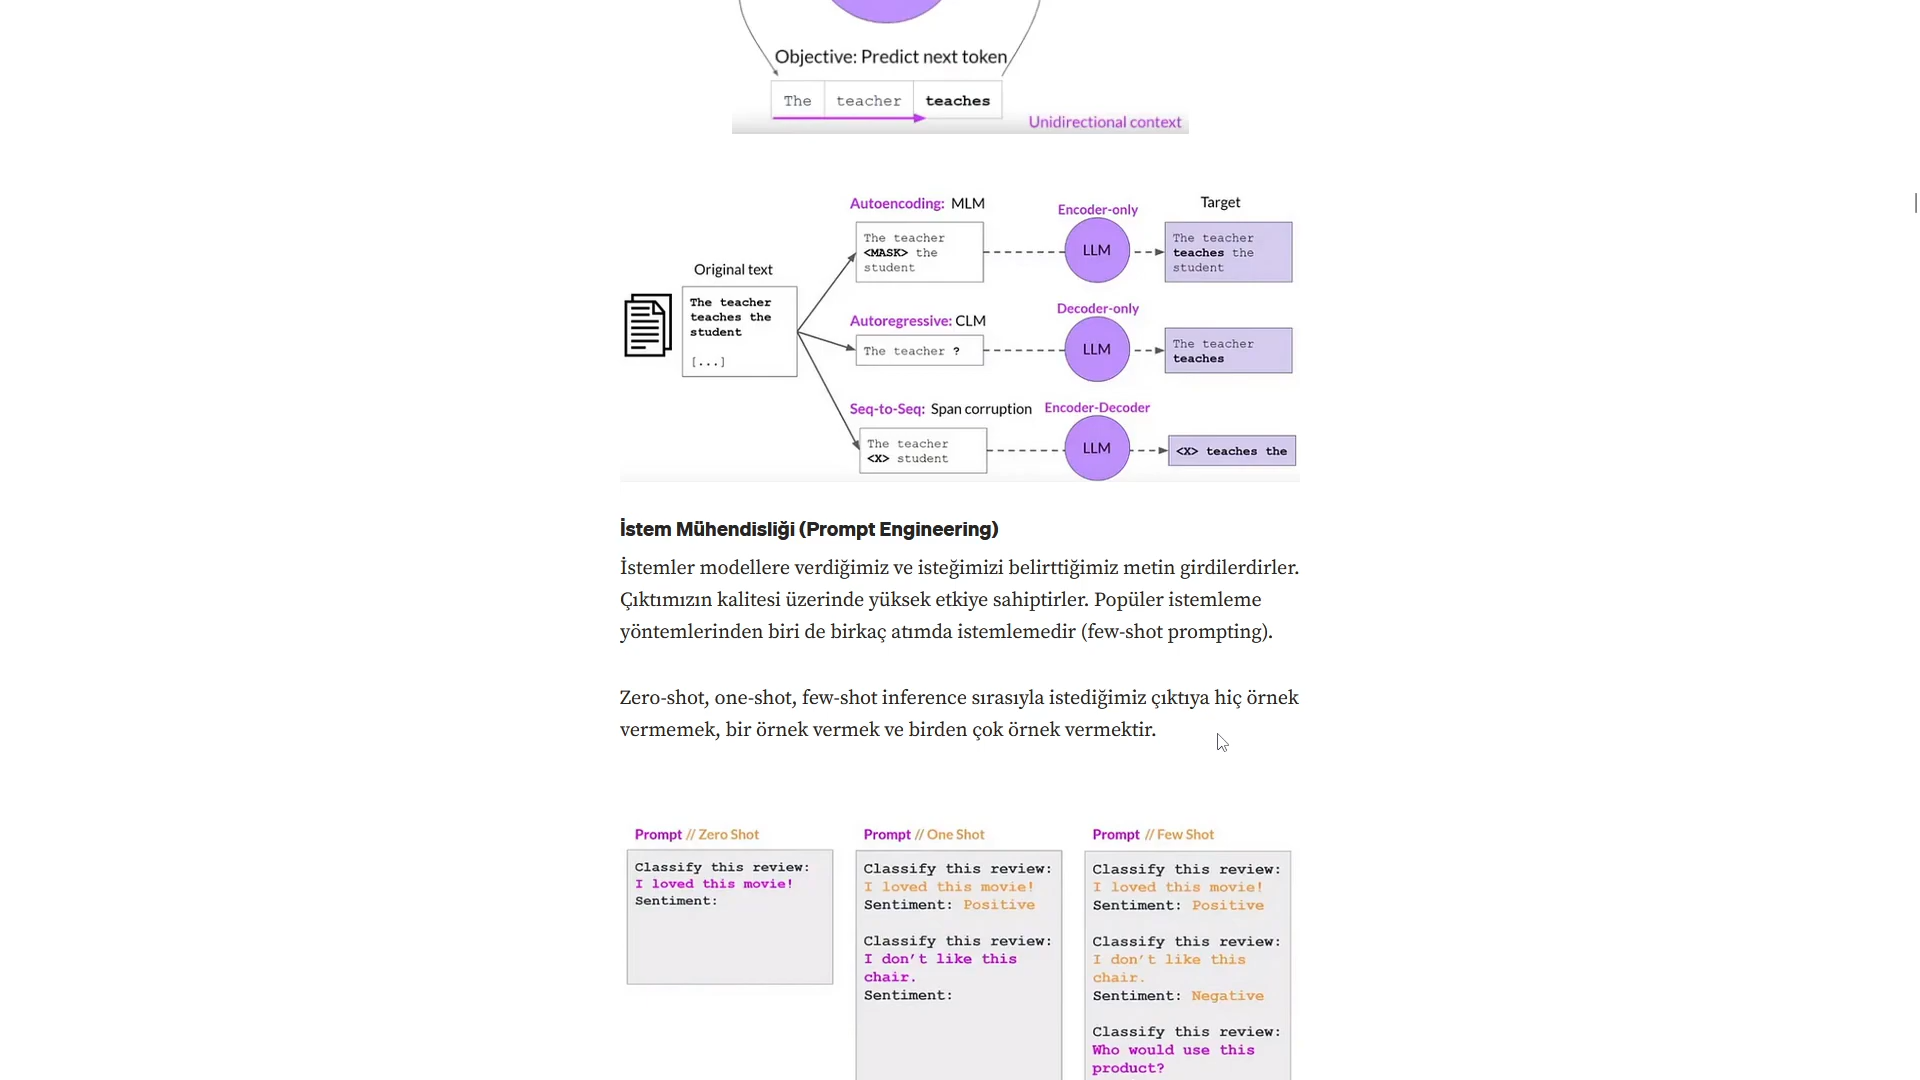 Objective: Predict next token
The teacher teaches
Unidirectional context
Original text
The teacher
teaches the
student
[...]
Autoencoding: MLM
The teacher
<MASK> the
student
Encoder-only
LLM
Target
The teacher
teaches the
student
Autoregressive: CLM
The teacher ?
Decoder-only
LLM
The teacher
teaches
Seq-to-Seq: Span corruption
The teacher
<X> student
Encoder-Decoder
LLM
<X> teaches the
İstem Mühendisliği (Prompt Engineering)
İstemler modellere verdiğimiz ve isteğimizi belirttiğimiz metin girdilerdirler.
Çıktımızın kalitesi üzerinde yüksek etkiye sahiptirler. Popüler istemleme
yöntemlerinden biri de birkaç atımda istemlemedir (few-shot prompting).
Zero-shot, one-shot, few-shot inference sırasıyla istediğimiz çıktıya hiç örnek
vermemek, bir örnek vermek ve birden çok örnek vermektir.
Prompt // Zero Shot
Classify this review:
I loved this movie!
Sentiment:
Prompt // One Shot
Classify this review:
I loved this movie!
Sentiment: Positive
Classify this review:
I don't like this
chair.
Sentiment:
Prompt // Few Shot
Classify this review:
I loved this movie!
Sentiment: Positive
Classify this review:
I don't like this
chair.
Sentiment: Negative
Classify this review:
Who would use this
product?